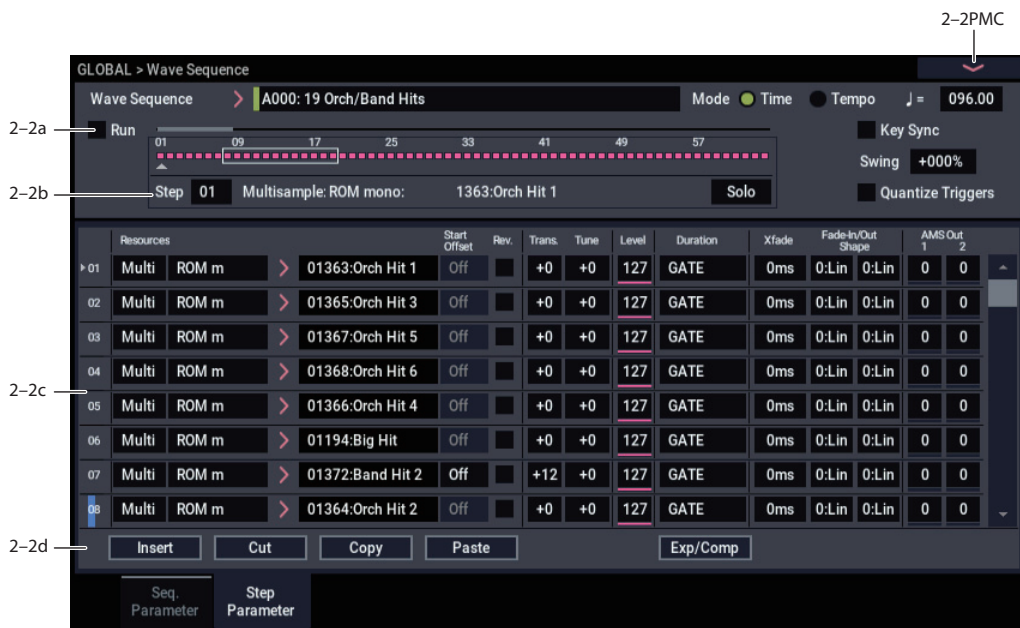 2–2PMC
GLOBAL > Wave Sequence
Wave Sequence A000: 19 Orch/Band Hits Mode Time Tempo ♩= 096.00
2–2a Run Key Sync
01 09 17 25 33 41 49 57
Swing +000%
2–2b Step 01 Multisample: ROM mono: 1363:Orch Hit 1 Solo Quantize Triggers
Resources Start Offset Rev. Trans. Tune Level Duration Xfade Fade-In/Out Shape AMS Out 1 2
01 Multi ROM m 01363:Orch Hit 1 Off +0 +0 127 GATE 0ms 0:Lin 0:Lin 0 0
02 Multi ROM m 01365:Orch Hit 3 Off +0 +0 127 GATE 0ms 0:Lin 0:Lin 0 0
03 Multi ROM m 01367:Orch Hit 5 Off +0 +0 127 GATE 0ms 0:Lin 0:Lin 0 0
04 Multi ROM m 01368:Orch Hit 6 Off +0 +0 127 GATE 0ms 0:Lin 0:Lin 0 0
2–2c
05 Multi ROM m 01366:Orch Hit 4 Off +0 +0 127 GATE 0ms 0:Lin 0:Lin 0 0
06 Multi ROM m 01194:Big Hit Off +0 +0 127 GATE 0ms 0:Lin 0:Lin 0 0
07 Multi ROM m 01372:Band Hit 2 Off +12 +0 127 GATE 0ms 0:Lin 0:Lin 0 0
08 Multi ROM m 01364:Orch Hit 2 Off +0 +0 127 GATE 0ms 0:Lin 0:Lin 0 0
2–2d Insert Cut Copy Paste Exp/Comp
Seq. Parameter Step Parameter